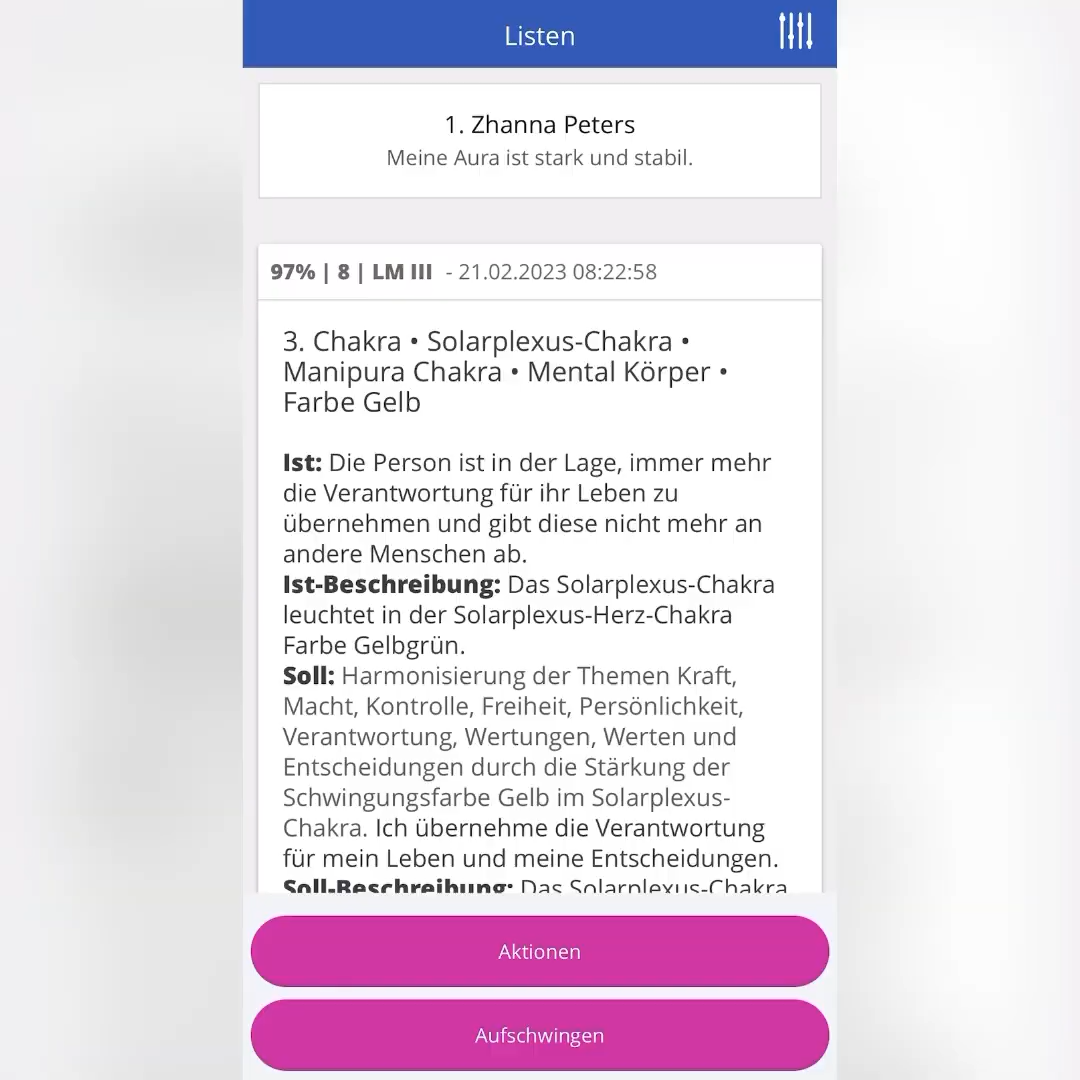 Listen
1. Zhanna Peters
Meine Aura ist stark und stabil.
97% | 8 | LM III - 21.02.2023 08:22:58
3. Chakra • Solarplexus-Chakra •
Manipura Chakra • Mental Körper •
Farbe Gelb
Ist: Die Person ist in der Lage, immer mehr
die Verantwortung für ihr Leben zu
übernehmen und gibt diese nicht mehr an
andere Menschen ab.
Ist-Beschreibung: Das Solarplexus-Chakra
leuchtet in der Solarplexus-Herz-Chakra
Farbe Gelbgrün.
Soll: Harmonisierung der Themen Kraft,
Macht, Kontrolle, Freiheit, Persönlichkeit,
Verantwortung, Wertungen, Werten und
Entscheidungen durch die Stärkung der
Schwingungsfarbe Gelb im Solarplexus-
Chakra. Ich übernehme die Verantwortung
für mein Leben und meine Entscheidungen.
Soll-Beschreibung: Das Solarplexus-Chakra
Aktionen
Aufschwingen